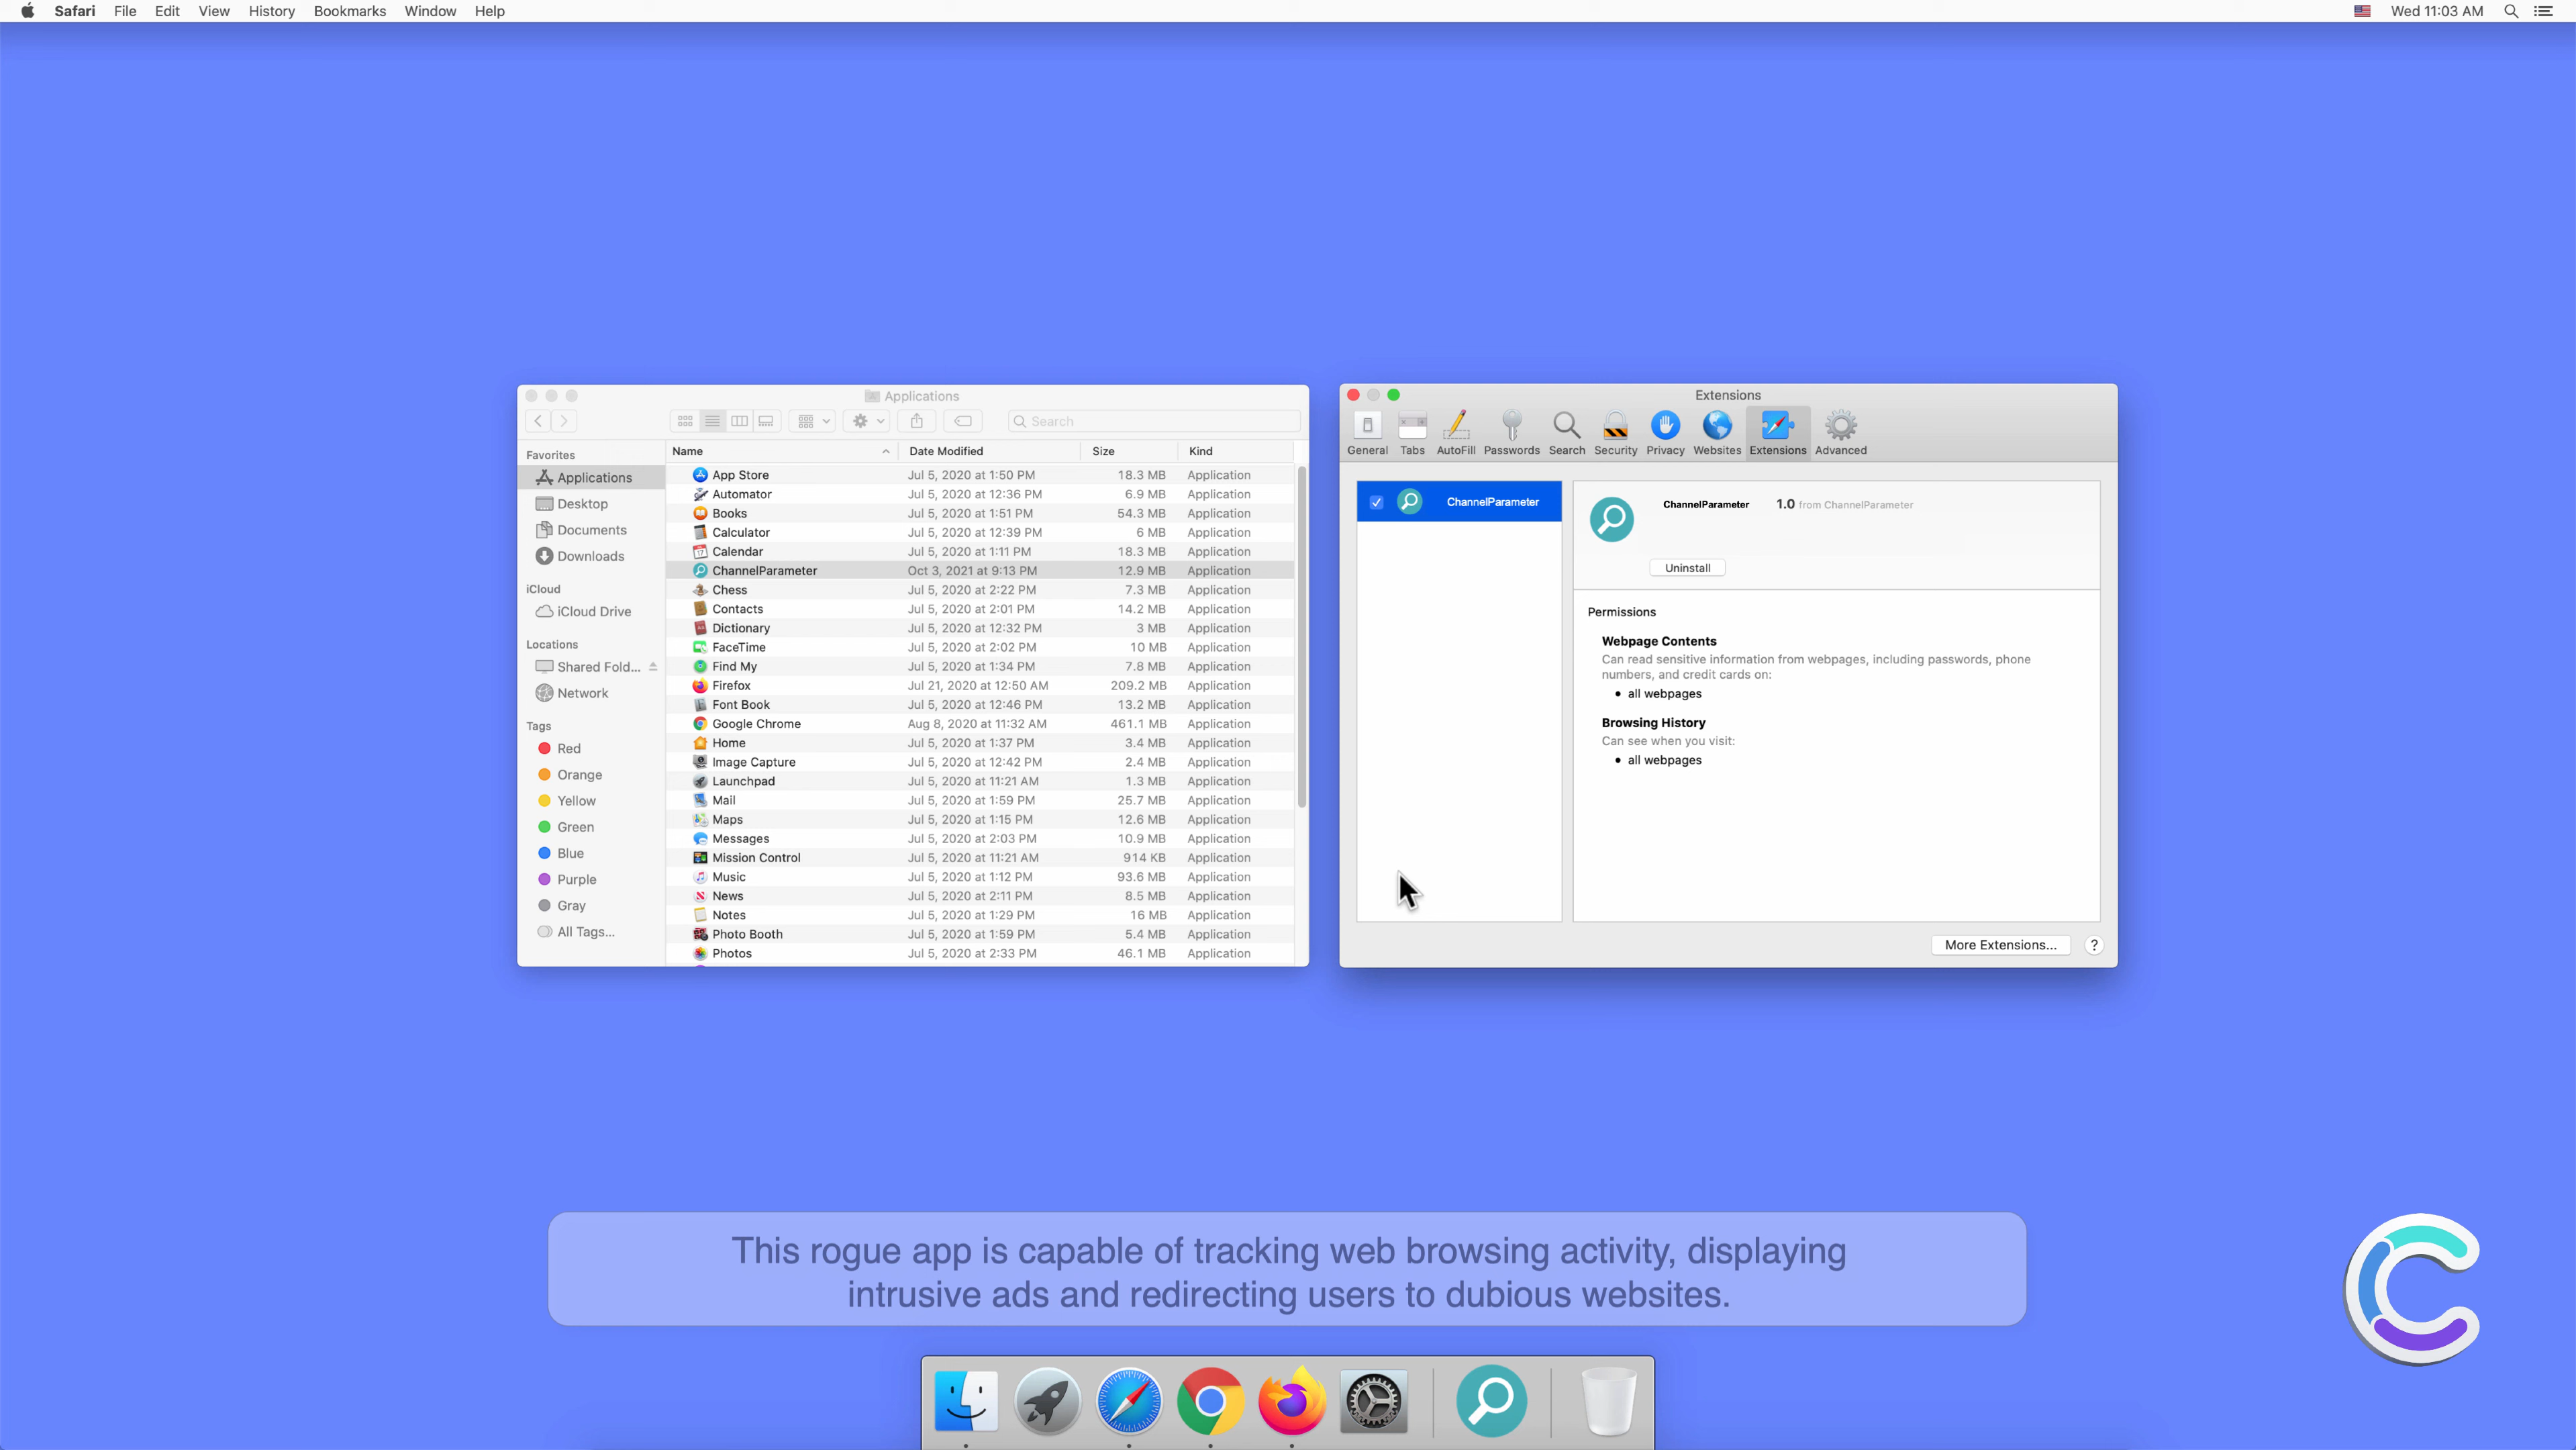 Safari File Edit View History Bookmarks Window Help
Wed 11:03 AM
Applications
Search
Favorites
Applications
Desktop
Documents
Downloads
iCloud
iCloud Drive
Locations
Shared Fold...
Network
Tags
Red
Orange
Yellow
Green
Blue
Purple
Gray
All Tags...
Name Date Modified Size Kind
App Store Jul 5, 2020 at 1:50 PM 18.3 MB Application
Automator Jul 5, 2020 at 12:36 PM 6.9 MB Application
Books Jul 5, 2020 at 1:51 PM 54.3 MB Application
Calculator Jul 5, 2020 at 12:39 PM 6 MB Application
Calendar Jul 5, 2020 at 1:11 PM 18.3 MB Application
ChannelParameter Oct 3, 2021 at 9:13 PM 12.9 MB Application
Chess Jul 5, 2020 at 2:22 PM 7.3 MB Application
Contacts Jul 5, 2020 at 2:01 PM 14.2 MB Application
Dictionary Jul 5, 2020 at 12:32 PM 3 MB Application
FaceTime Jul 5, 2020 at 2:02 PM 10 MB Application
Find My Jul 5, 2020 at 1:34 PM 7.8 MB Application
Firefox Jul 21, 2020 at 12:50 AM 209.2 MB Application
Font Book Jul 5, 2020 at 12:46 PM 13.2 MB Application
Google Chrome Aug 8, 2020 at 11:32 AM 461.1 MB Application
Home Jul 5, 2020 at 1:37 PM 3.4 MB Application
Image Capture Jul 5, 2020 at 12:42 PM 2.4 MB Application
Launchpad Jul 5, 2020 at 11:21 AM 1.3 MB Application
Mail Jul 5, 2020 at 1:59 PM 25.7 MB Application
Maps Jul 5, 2020 at 1:15 PM 12.6 MB Application
Messages Jul 5, 2020 at 2:03 PM 10.9 MB Application
Mission Control Jul 5, 2020 at 11:21 AM 914 KB Application
Music Jul 5, 2020 at 1:12 PM 93.6 MB Application
News Jul 5, 2020 at 2:11 PM 8.5 MB Application
Notes Jul 5, 2020 at 1:29 PM 16 MB Application
Photo Booth Jul 5, 2020 at 1:59 PM 5.4 MB Application
Photos Jul 5, 2020 at 2:33 PM 46.1 MB Application
Extensions
General Tabs AutoFill Passwords Search Security Privacy Websites Extensions Advanced
ChannelParameter
ChannelParameter 1.0 from ChannelParameter
Uninstall
Permissions
Webpage Contents
Can read sensitive information from webpages, including passwords, phone
numbers, and credit cards on:
• all webpages
Browsing History
Can see when you visit:
• all webpages
More Extensions... ?
This rogue app is capable of tracking web browsing activity, displaying
intrusive ads and redirecting users to dubious websites.